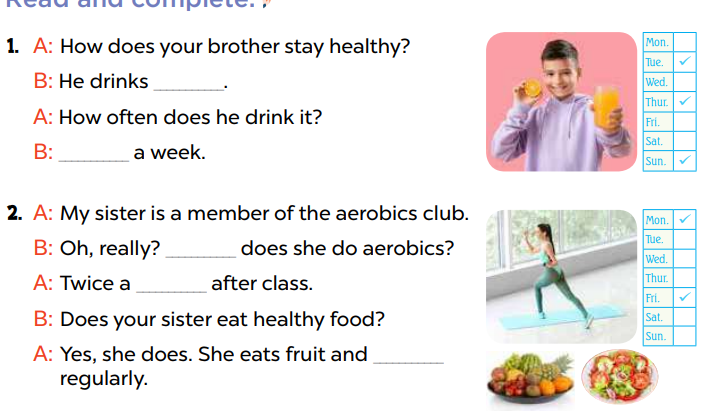 Read and complete.
1. A: How does your brother stay healthy?
B: He drinks ________.
A: How often does he drink it?
B: ________ a week.
Mon.
Tue. ✓
Wed.
Thur. ✓
Fri.
Sat.
Sun. ✓
2. A: My sister is a member of the aerobics club.
B: Oh, really? ________ does she do aerobics?
A: Twice a ________ after class.
B: Does your sister eat healthy food?
A: Yes, she does. She eats fruit and ________
regularly.
Mon. ✓
Tue.
Wed.
Thur.
Fri. ✓
Sat.
Sun.